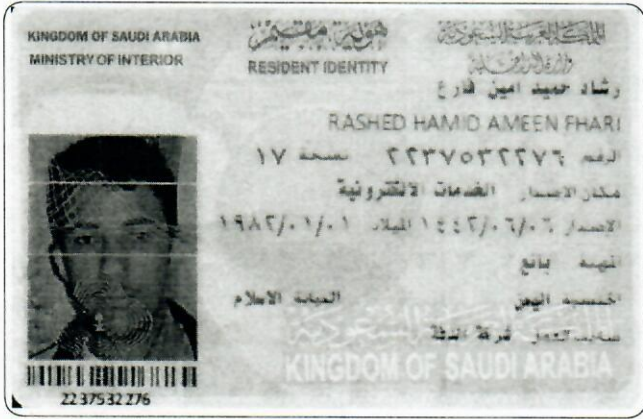 KINGDOM OF SAUDI ARABIA
MINISTRY OF INTERIOR
هوية مقيم
RESIDENT IDENTITY
المملكة العربية السعودية
وزارة الداخلية
رشاد حميد امين فارع
RASHED HAMID AMEEN FHARI
الرقم ٢٢٣٧٥٣٢٢٧٦ نسخة ١٧
مكان الاصدار الخدمات الالكترونية
الاصدار ١٤٤٢/٠٦/٠٦ الميلاد ١٩٨٢/٠١/٠١
المهنة بائع
الجنسية اليمن الديانة الاسلام
صاحب العمل شركة
KINGDOM OF SAUDI ARABIA
2237532276